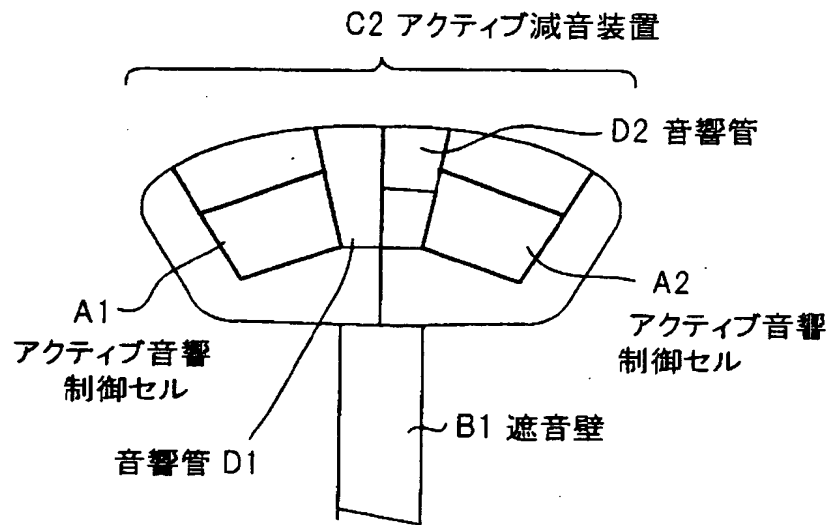 C2 アクティブ減音装置
D2 音響管
A1
アクティブ音響
制御セル
A2
アクティブ音響
制御セル
音響管 D1
B1 遮音壁